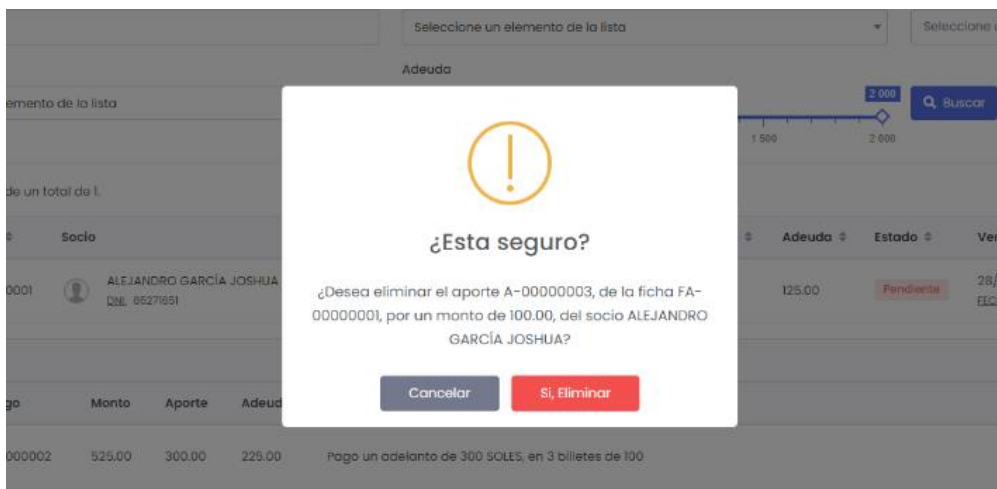 Seleccione un elemento de la lista
Seleccione
Adeuda
emento de la lista
2 000
Buscar
1 500
2 000
de un total de 1.
Socio
Adeuda
Estado
0001
ALEJANDRO GARCÍA JOSHUA
DNI. 65271651
125.00
Pendiente
28/
¿Esta seguro?
¿Desea eliminar el aporte A-00000003, de la ficha FA-
00000001, por un monto de 100.00, del socio ALEJANDRO
GARCÍA JOSHUA?
Cancelar
Si, Eliminar
go
Monto
Aporte
Adeud
000002
525.00
300.00
225.00
Pago un adelanto de 300 SOLES, en 3 billetes de 100